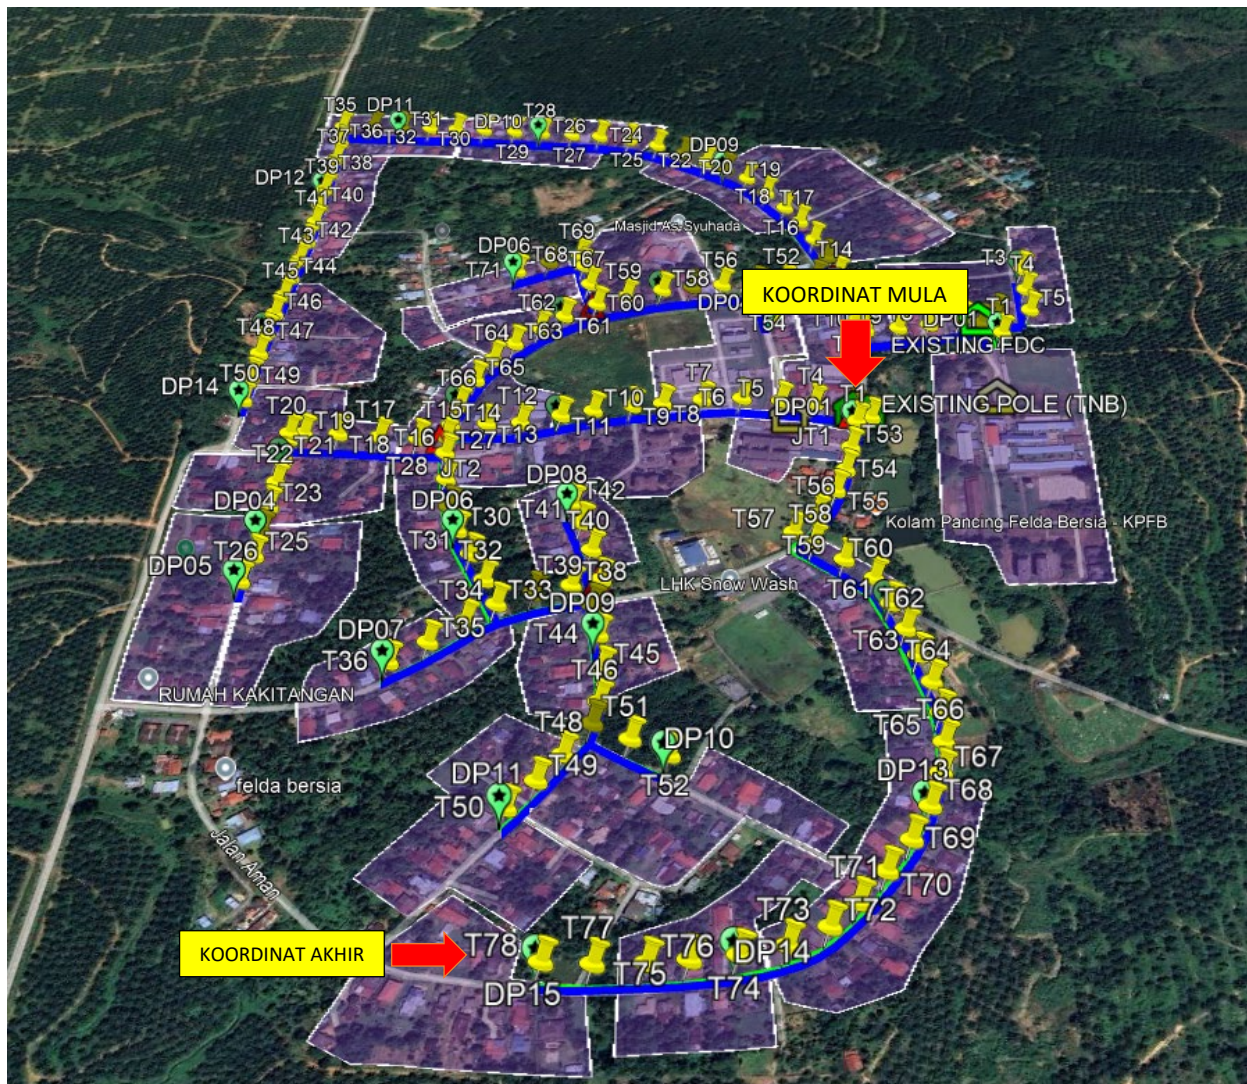 T35
DP11
T31
DP10
T28
T26
T24
DP09
T37
T36
T32
T30
T29
T27
T25
T22
T20
T19
T39
T38
DP12
T41
T40
T18
T17
T16
T43
T42
T14
Masjid As-Syuhada
T69
DP06
T68
T67
T71
T59
T56
T52
T58
T3
T4
T45
T44
T46
T62
T60
T61
KOORDINAT MULA
T54
DP01
T1
T5
T48
T47
T64
T63
EXISTING FDC
T50
T49
T65
DP14
T66
T12
T10
T7
T5
T4
T1
EXISTING POLE (TNB)
T20
T19
T17
T15
T14
T9
T8
T6
DP01
T21
T18
T16
T27
T13
T11
JT1
T53
T22
T28
JT2
T54
T23
DP08
T42
T56
T55
DP04
DP06
T30
T41
T40
T57
T58
Kolam Pancing Felda Bersia - KPFB
T25
T31
T59
T60
DP05
T26
T32
T39
T38
LHK Snow Wash
T34
T33
DP09
T61
T62
DP07
T35
T44
T63
T36
T45
T64
RUMAH KAKITANGAN
T46
T51
T66
T48
DP10
T65
T67
felda bersia
DP11
T49
T52
DP13
T68
T50
T69
Jalan Aman
T71
T70
T73
T72
KOORDINAT AKHIR
T78
T77
T76
DP14
T75
T74
DP15